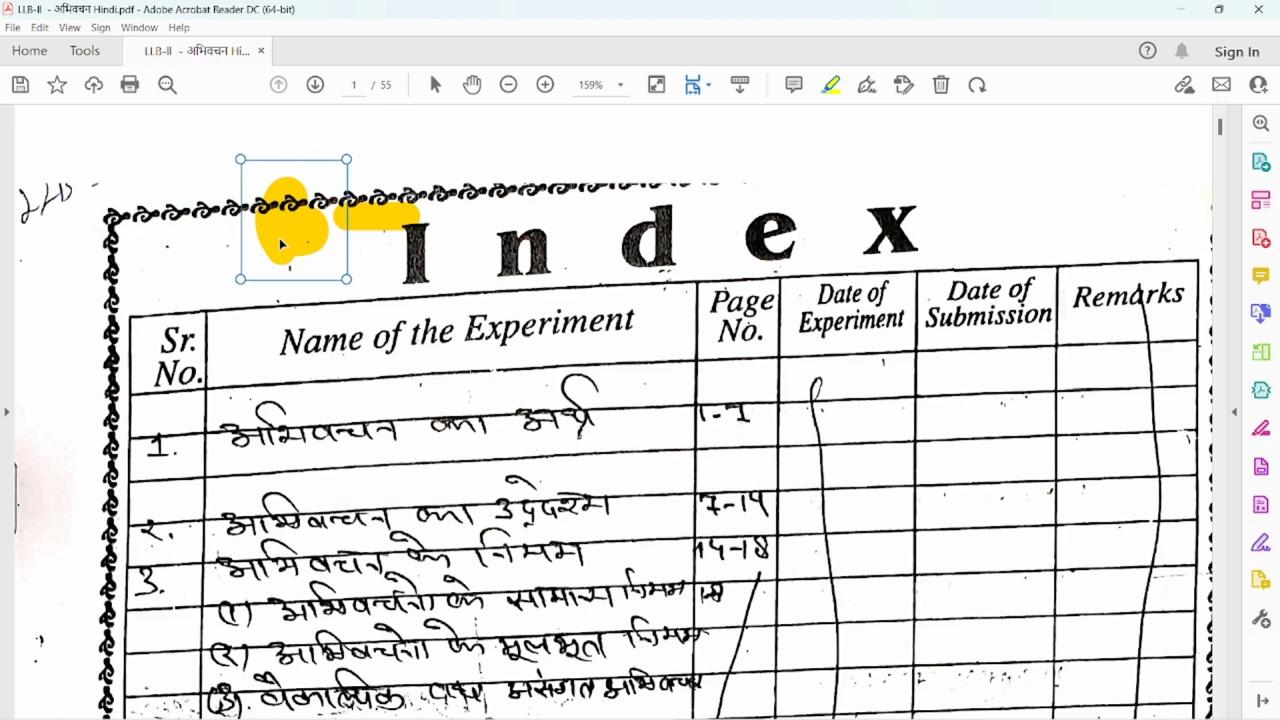 LLB-II - अभिवचन Hindi.pdf - Adobe Acrobat Reader DC (64-bit)
File Edit View Sign Window Help
Home Tools LLB-II - अभिवचन Hi... × Sign In
1 / 55 159%
Index
Sr. No. Name of the Experiment Page No. Date of Experiment Date of Submission Remarks
1. अभिवचन का अर्थ 1-7
२. अभिवचन का उद्देश्य 7-14
3. अभिवचन के नियम 14-18
(१) अभिवचनो के सामान्य नियम 18
(२) अभिवचनो के मूलभूत नियम
(3) वैकल्पिक एवं असंगत अभिवचन